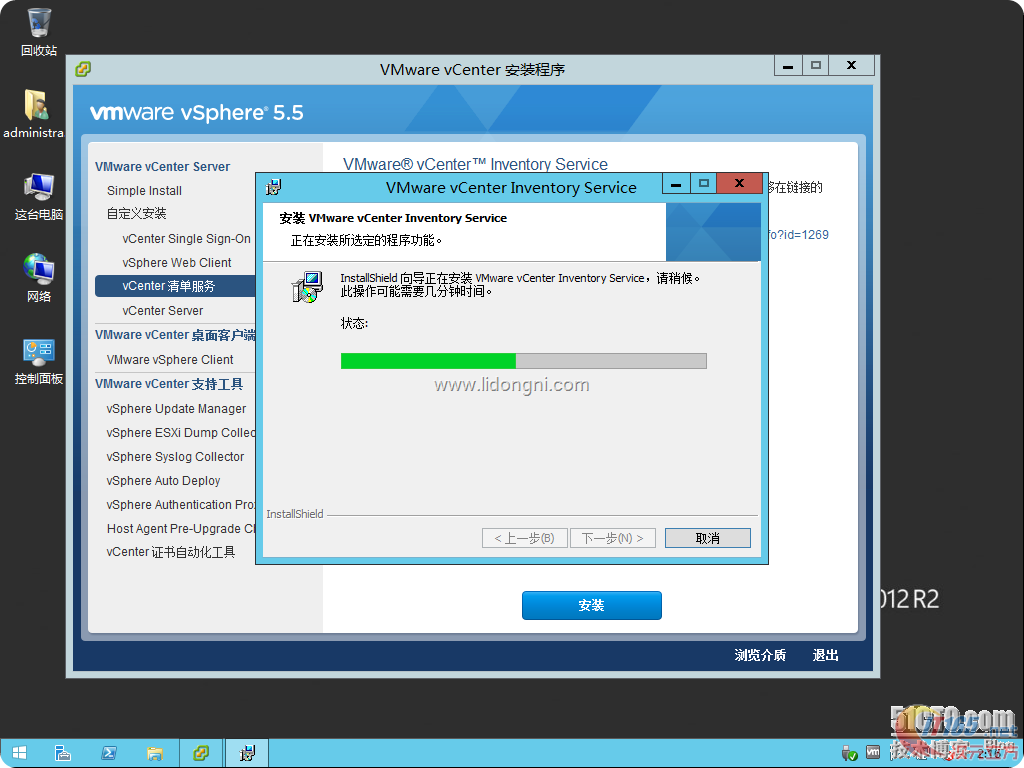 回收站
administra
这台电脑
网络
控制面板
VMware vCenter 安装程序
vmware vSphere® 5.5
VMware vCenter Server
Simple Install
自定义安装
vCenter Single Sign-On
vSphere Web Client
vCenter 清单服务
vCenter Server
VMware vCenter 桌面客户端
VMware vSphere Client
VMware vCenter 支持工具
vSphere Update Manager
vSphere ESXi Dump Collec
vSphere Syslog Collector
vSphere Auto Deploy
vSphere Authentication Pro
Host Agent Pre-Upgrade C
vCenter 证书自动化工具
VMware® vCenter™ Inventory Service
在链接的
fo?id=1269
VMware vCenter Inventory Service
安装 VMware vCenter Inventory Service
正在安装所选定的程序功能。
InstallShield 向导正在安装 VMware vCenter Inventory Service，请稍候。
此操作可能需要几分钟时间。
状态:
www.lidongni.com
InstallShield
< 上一步(B)
下一步(N) >
取消
安装
浏览介质
退出
012 R2
51CTO.com
技术博客
Blog
vm